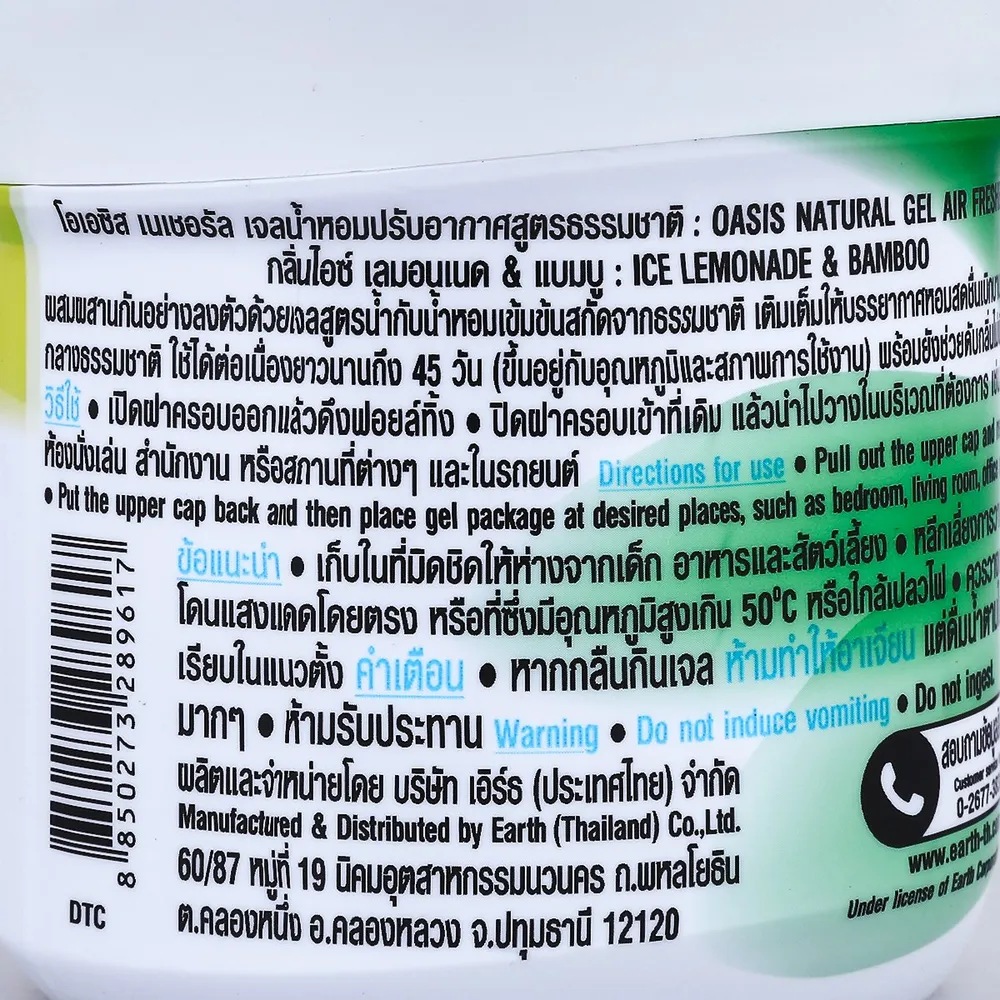 โอเอซิส เนเชอรัล เจลน้ำหอมปรับอากาศสูตรธรรมชาติ : OASIS NATURAL GEL AIR
กลิ่นไอซ์ เลมอนเนด & แบมบู : ICE LEMONADE & BAMBOO
ผสมผสานกันอย่างลงตัวด้วยเจลสูตรน้ำกับน้ำหอมเข้มข้นสกัดจากธรรมชาติ เติมเต็มให้บรรยากาศหอมสดชื่น
กลางธรรมชาติ ใช้ได้ต่อเนื่องยาวนานถึง 45 วัน (ขึ้นอยู่กับอุณหภูมิและสภาพการใช้งาน) พร้อมยังช่วยดับกลิ่น
วิธีใช้ • เปิดฝาครอบออกแล้วดึงฟอยล์ทิ้ง • ปิดฝาครอบเข้าที่เดิม แล้วนำไปวางในบริเวณที่ต้องการ
ห้องนั่งเล่น สำนักงาน หรือสถานที่ต่างๆ และในรถยนต์ Directions for use • Pull out the upper cap and
• Put the upper cap back and then place gel package at desired places, such as bedroom, living room,
ข้อแนะนำ • เก็บในที่มิดชิดให้ห่างจากเด็ก อาหารและสัตว์เลี้ยง •
โดนแสงแดดโดยตรง หรือที่ซึ่งมีอุณหภูมิสูงเกิน 50°C หรือใกล้เปลวไฟ •
เรียบในแนวตั้ง คำเตือน • หากกลืนกินเจล ห้ามทำให้อาเจียน แต่ดื่มน้ำตาม
มากๆ • ห้ามรับประทาน Warning • Do not induce vomiting • Do not ingest.
ผลิตและจำหน่ายโดย บริษัท เอิร์ธ (ประเทศไทย) จำกัด
Manufactured & Distributed by Earth (Thailand) Co.,Ltd.
60/87 หมู่ที่ 19 นิคมอุตสาหกรรมนวนคร ถ.พหลโยธิน
ต.คลองหนึ่ง อ.คลองหลวง จ.ปทุมธานี 12120
8 850273 289617
DTC
สอบถามข้อมูล
Customer service
0-2677-
www.earth-th.
Under license of Earth